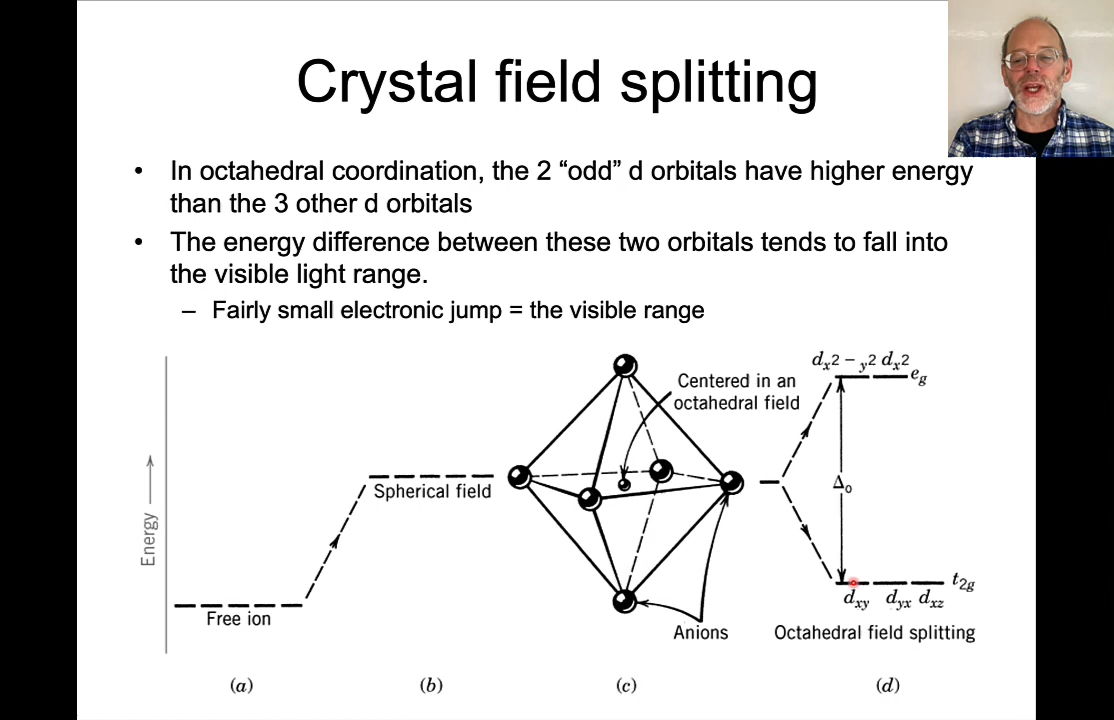 Crystal field splitting
• In octahedral coordination, the 2 “odd” d orbitals have higher energy
than the 3 other d orbitals
• The energy difference between these two orbitals tends to fall into
the visible light range.
– Fairly small electronic jump = the visible range
Energy
Free ion
Spherical field
Centered in an
octahedral field
Anions
dx2 − y2 dx2
eg
Δo
t2g
dxy dyx dxz
Octahedral field splitting
(a) (b) (c) (d)